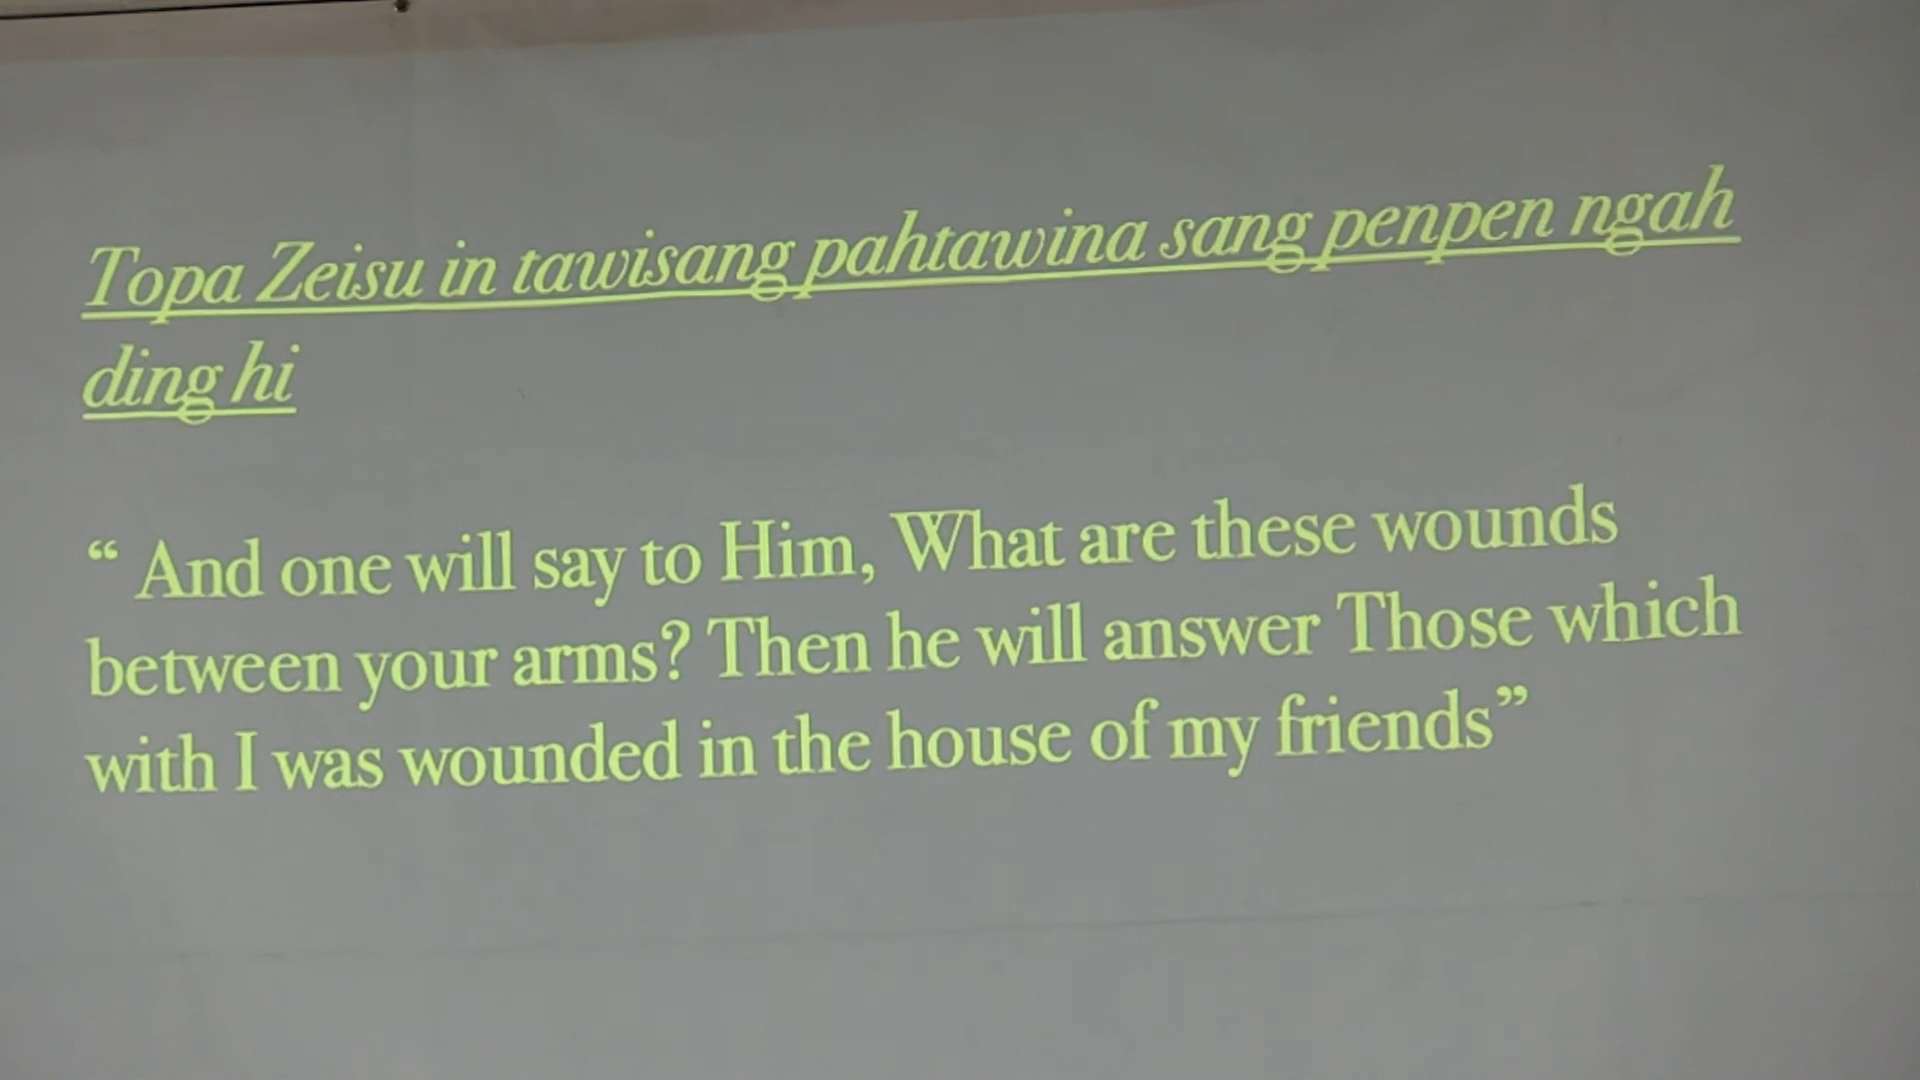 Topa Zeisu in tawisang pahtawina sang penpen ngah
ding hi
“ And one will say to Him, What are these wounds
between your arms? Then he will answer Those which
with I was wounded in the house of my friends”